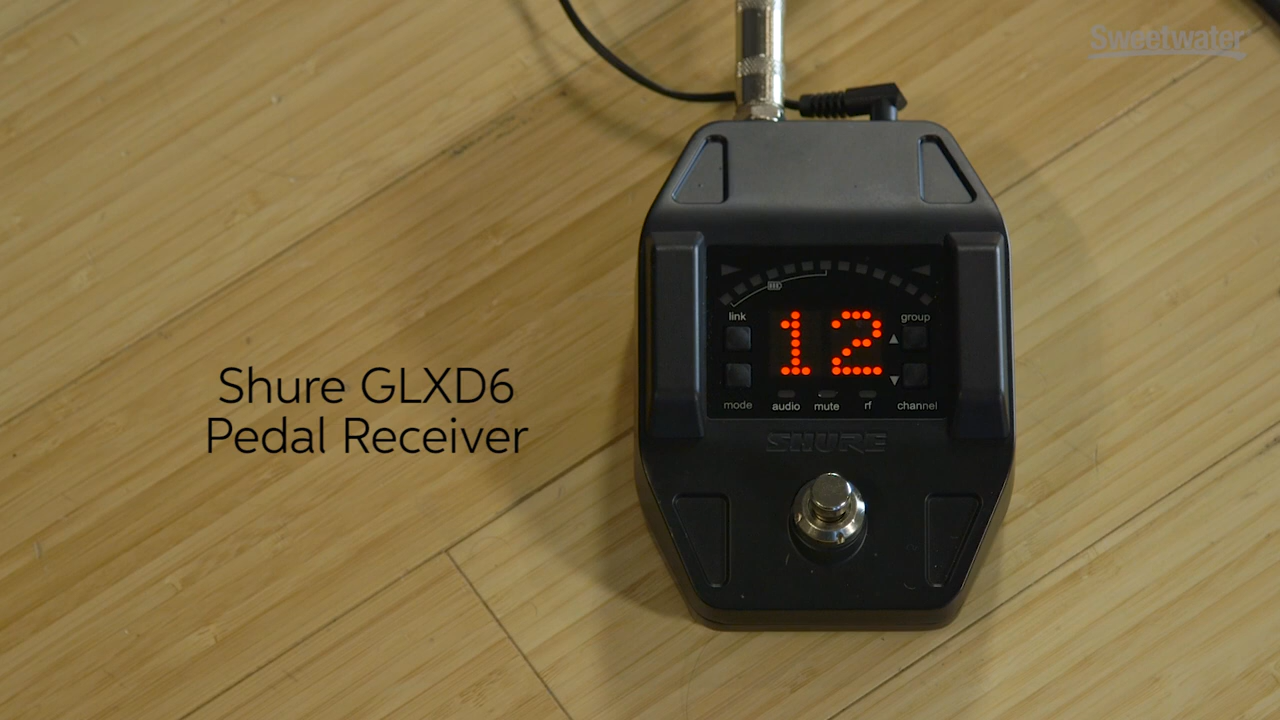 Sweetwater
link
12
group
mode
audio
mute
rf
channel
SHURE
Shure GLXD6
Pedal Receiver